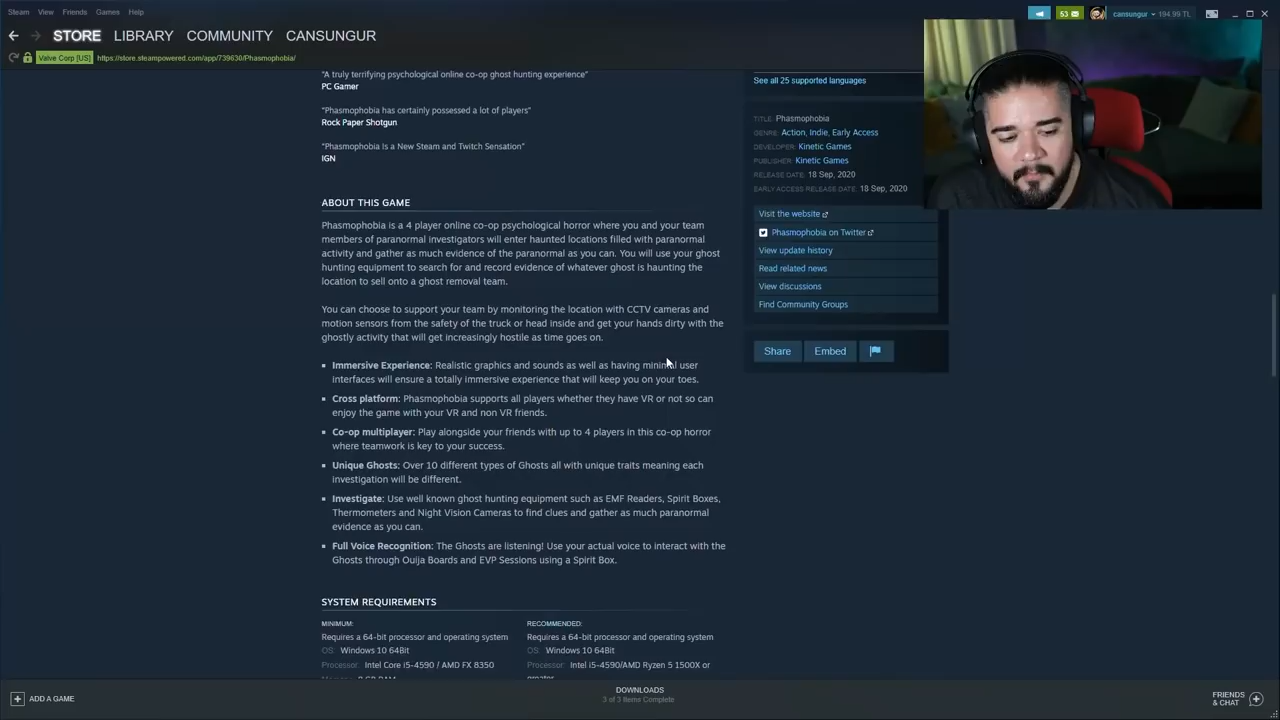 Steam View Friends Games Help
53 cansungur 194.99 TL
STORE LIBRARY COMMUNITY CANSUNGUR
Valve Corp [US] https://store.steampowered.com/app/739630/Phasmophobia/
"A truly terrifying psychological online co-op ghost hunting experience"
PC Gamer
"Phasmophobia has certainly possessed a lot of players"
Rock Paper Shotgun
"Phasmophobia Is a New Steam and Twitch Sensation"
IGN
ABOUT THIS GAME
Phasmophobia is a 4 player online co-op psychological horror where you and your team
members of paranormal investigators will enter haunted locations filled with paranormal
activity and gather as much evidence of the paranormal as you can. You will use your ghost
hunting equipment to search for and record evidence of whatever ghost is haunting the
location to sell onto a ghost removal team.
You can choose to support your team by monitoring the location with CCTV cameras and
motion sensors from the safety of the truck or head inside and get your hands dirty with the
ghostly activity that will get increasingly hostile as time goes on.
Immersive Experience: Realistic graphics and sounds as well as having minimal user
interfaces will ensure a totally immersive experience that will keep you on your toes.
Cross platform: Phasmophobia supports all players whether they have VR or not so can
enjoy the game with your VR and non VR friends.
Co-op multiplayer: Play alongside your friends with up to 4 players in this co-op horror
where teamwork is key to your success.
Unique Ghosts: Over 10 different types of Ghosts all with unique traits meaning each
investigation will be different.
Investigate: Use well known ghost hunting equipment such as EMF Readers, Spirit Boxes,
Thermometers and Night Vision Cameras to find clues and gather as much paranormal
evidence as you can.
Full Voice Recognition: The Ghosts are listening! Use your actual voice to interact with the
Ghosts through Ouija Boards and EVP Sessions using a Spirit Box.
SYSTEM REQUIREMENTS
MINIMUM:
Requires a 64-bit processor and operating system
OS: Windows 10 64Bit
Processor: Intel Core i5-4590 / AMD FX 8350
RECOMMENDED:
Requires a 64-bit processor and operating system
OS: Windows 10 64Bit
Processor: Intel i5-4590/AMD Ryzen 5 1500X or
See all 25 supported languages
TITLE: Phasmophobia
GENRE: Action, Indie, Early Access
DEVELOPER: Kinetic Games
PUBLISHER: Kinetic Games
RELEASE DATE: 18 Sep, 2020
EARLY ACCESS RELEASE DATE: 18 Sep, 2020
Visit the website
Phasmophobia on Twitter
View update history
Read related news
View discussions
Find Community Groups
Share Embed
ADD A GAME
DOWNLOADS
3 of 3 Items Complete
FRIENDS
& CHAT